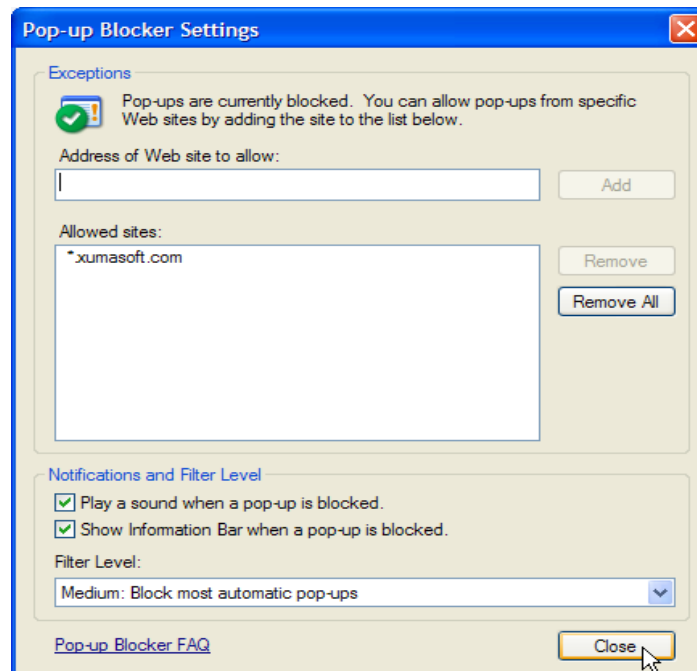 Pop-up Blocker Settings
Exceptions
Pop-ups are currently blocked. You can allow pop-ups from specific
Web sites by adding the site to the list below.
Address of Web site to allow:
Add
Allowed sites:
*.xumasoft.com
Remove
Remove All
Notifications and Filter Level
Play a sound when a pop-up is blocked.
Show Information Bar when a pop-up is blocked.
Filter Level:
Medium: Block most automatic pop-ups
Pop-up Blocker FAQ
Close